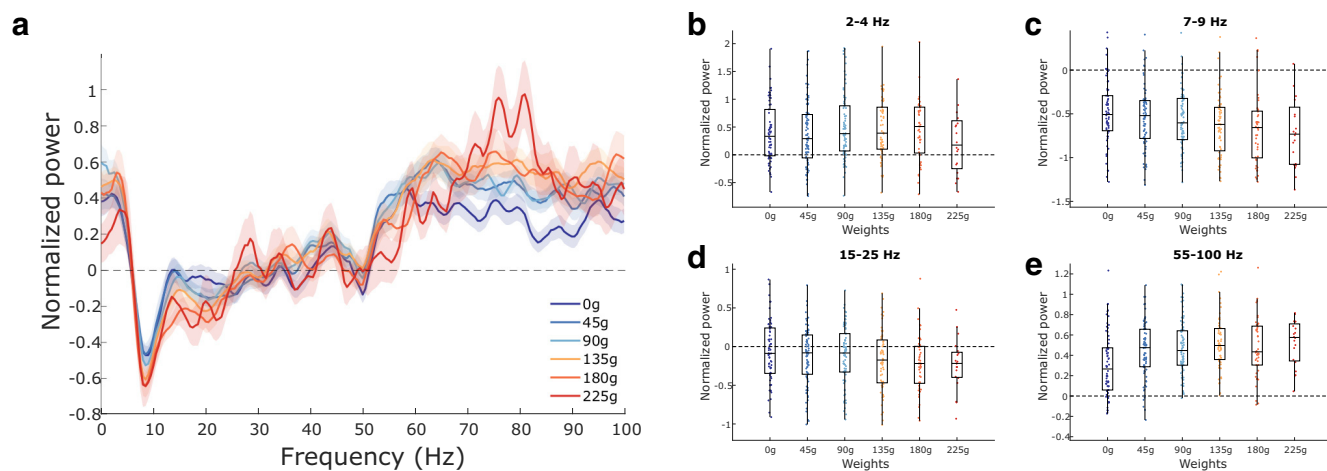 a
Normalized power
1
0.8
0.6
0.4
0.2
0
-0.2
-0.4
-0.6
-0.8
0 10 20 30 40 50 60 70 80 90 100
Frequency (Hz)
0g
45g
90g
135g
180g
225g
b
2-4 Hz
Normalized power
2
1.5
1
0.5
0
-0.5
0g 45g 90g 135g 180g 225g
Weights
c
7-9 Hz
Normalized power
0
-0.5
-1
-1.5
0g 45g 90g 135g 180g 225g
Weights
d
15-25 Hz
Normalized power
1
0.5
0
-0.5
-1
0g 45g 90g 135g 180g 225g
Weights
e
55-100 Hz
Normalized power
1.2
1
0.8
0.6
0.4
0.2
0
-0.2
-0.4
0g 45g 90g 135g 180g 225g
Weights